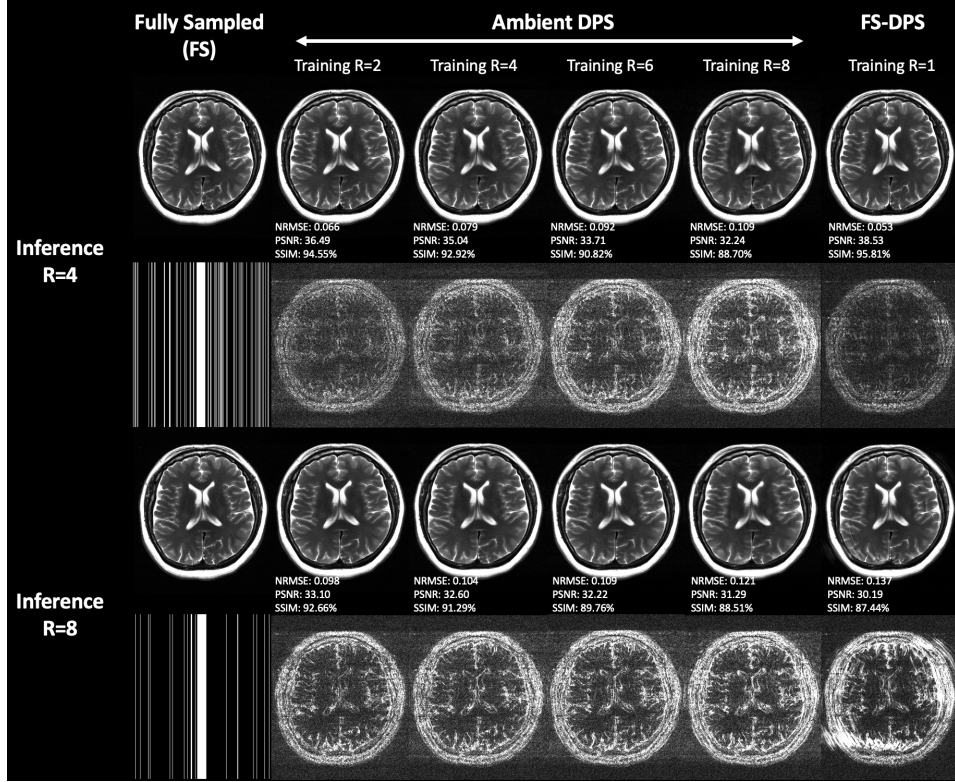 Fully Sampled
(FS)
Ambient DPS
FS-DPS
Training R=2
Training R=4
Training R=6
Training R=8
Training R=1
Inference
R=4
NRMSE: 0.066
PSNR: 36.49
SSIM: 94.55%
NRMSE: 0.079
PSNR: 35.04
SSIM: 92.92%
NRMSE: 0.092
PSNR: 33.71
SSIM: 90.82%
NRMSE: 0.109
PSNR: 32.24
SSIM: 88.70%
NRMSE: 0.053
PSNR: 38.53
SSIM: 95.81%
Inference
R=8
NRMSE: 0.098
PSNR: 33.10
SSIM: 92.66%
NRMSE: 0.104
PSNR: 32.60
SSIM: 91.29%
NRMSE: 0.109
PSNR: 32.22
SSIM: 89.76%
NRMSE: 0.121
PSNR: 31.29
SSIM: 88.51%
NRMSE: 0.137
PSNR: 30.19
SSIM: 87.44%